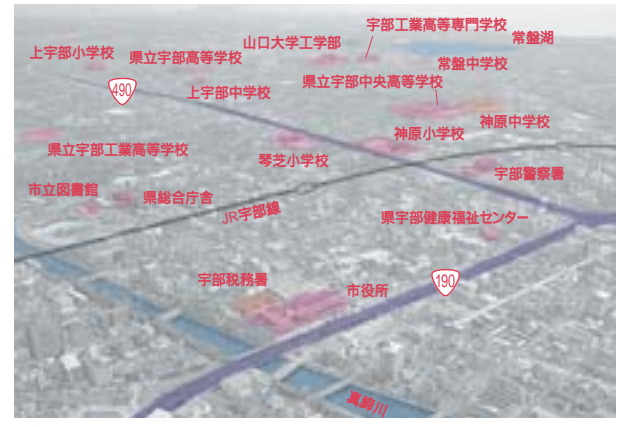 宇部工業高等専門学校
山口大学工学部
常盤湖
上宇部小学校
県立宇部高等学校
常盤中学校
県立宇部中央高等学校
490
上宇部中学校
神原中学校
神原小学校
県立宇部工業高等学校
琴芝小学校
宇部警察署
市立図書館
県総合庁舎
JR宇部線
県宇部健康福祉センター
宇部税務署
市役所
190
真締川